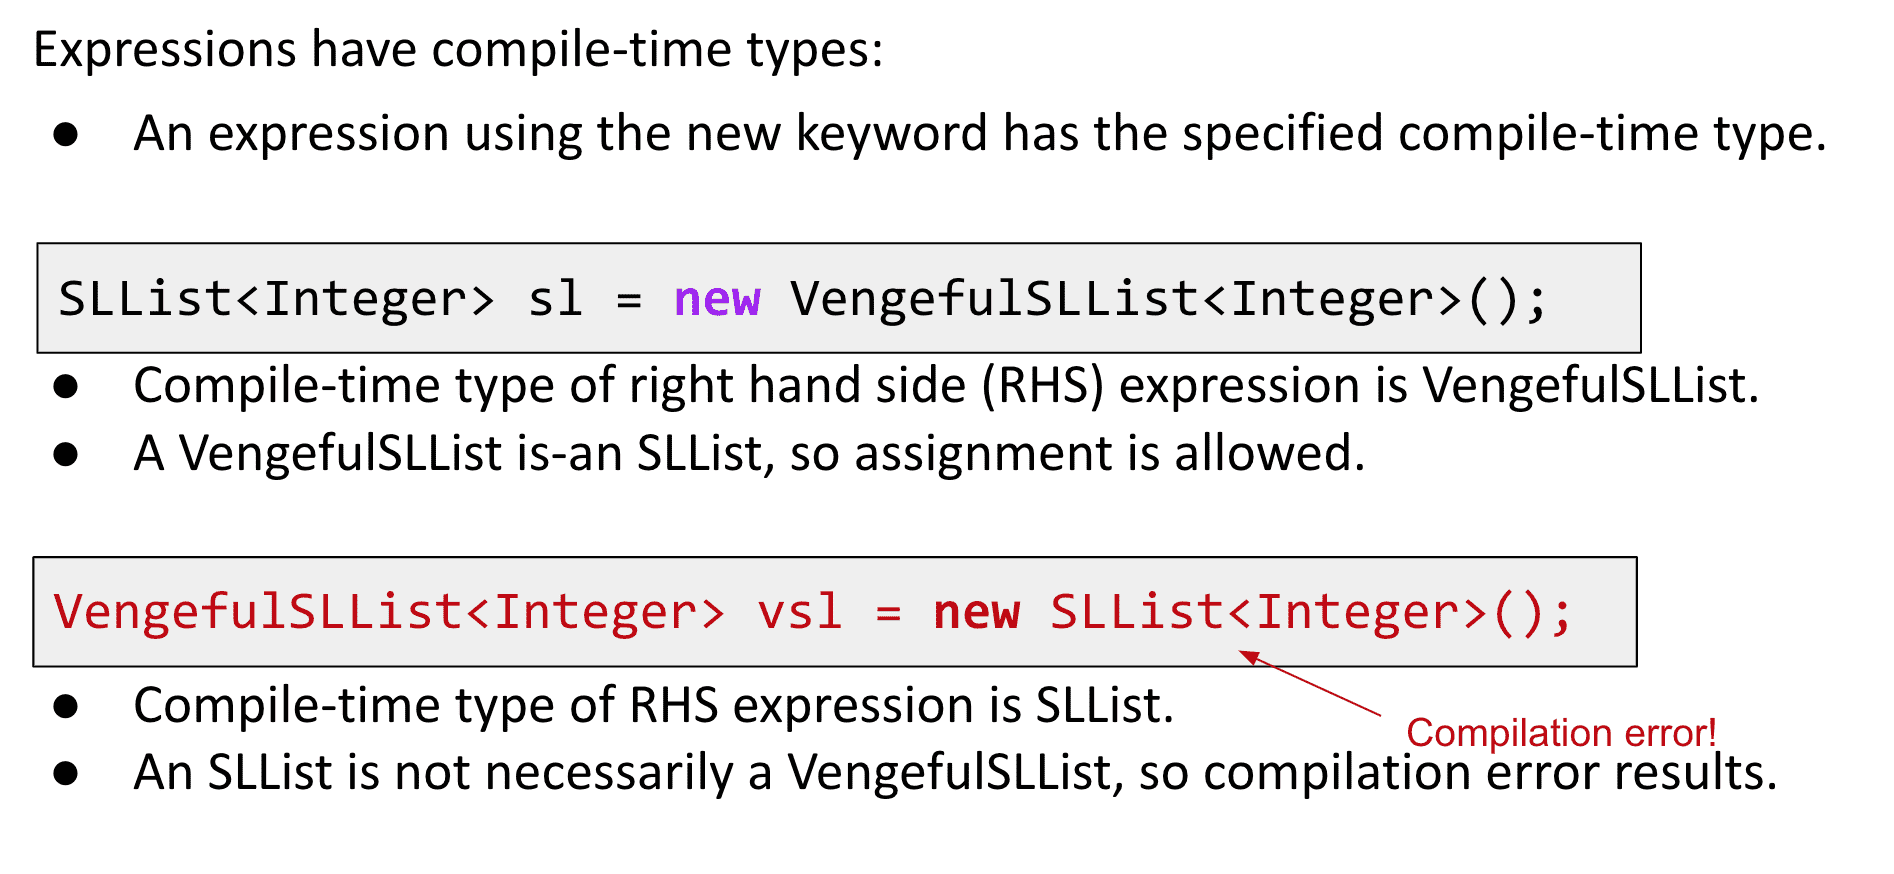 Expressions have compile-time types:
● An expression using the new keyword has the specified compile-time type.
SLList<Integer> sl = new VengefulSLList<Integer>();
● Compile-time type of right hand side (RHS) expression is VengefulSLList.
● A VengefulSLList is-an SLList, so assignment is allowed.
VengefulSLList<Integer> vsl = new SLList<Integer>();
● Compile-time type of RHS expression is SLList.
Compilation error!
● An SLList is not necessarily a VengefulSLList, so compilation error results.